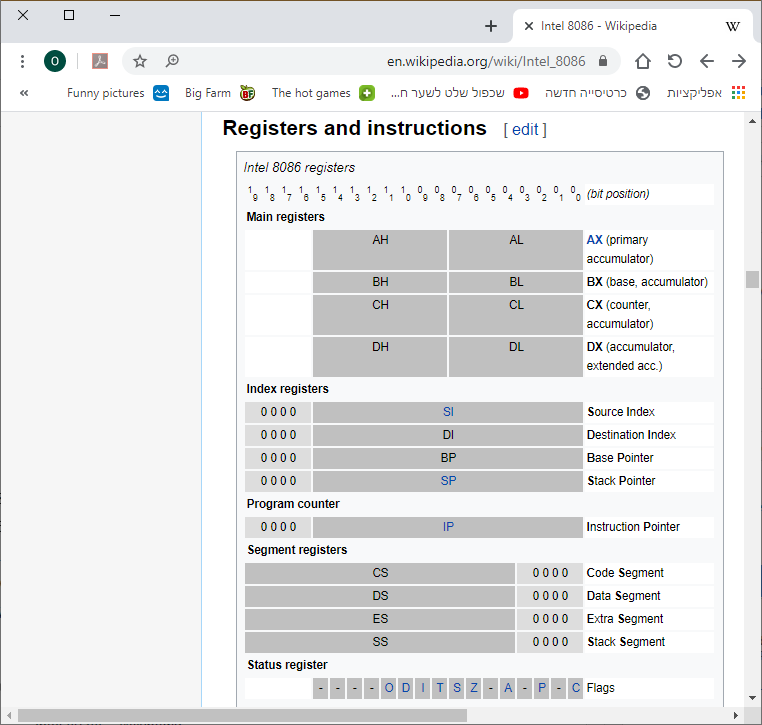 Intel 8086 - Wikipedia
W
O
en.wikipedia.org/wiki/Intel_8086
« Funny pictures Big Farm The hot games שכפול שלט לשער ח... כרטיסייה חדשה אפליקציות
Registers and instructions [ edit ]
Intel 8086 registers
19 18 17 16 15 14 13 12 11 10 09 08 07 06 05 04 03 02 01 00 (bit position)
Main registers
AH AL AX (primary
accumulator)
BH BL BX (base, accumulator)
CH CL CX (counter,
accumulator)
DH DL DX (accumulator,
extended acc.)
Index registers
0 0 0 0 SI Source Index
0 0 0 0 DI Destination Index
0 0 0 0 BP Base Pointer
0 0 0 0 SP Stack Pointer
Program counter
0 0 0 0 IP Instruction Pointer
Segment registers
CS 0 0 0 0 Code Segment
DS 0 0 0 0 Data Segment
ES 0 0 0 0 Extra Segment
SS 0 0 0 0 Stack Segment
Status register
- - - - O D I T S Z - A - P - C Flags